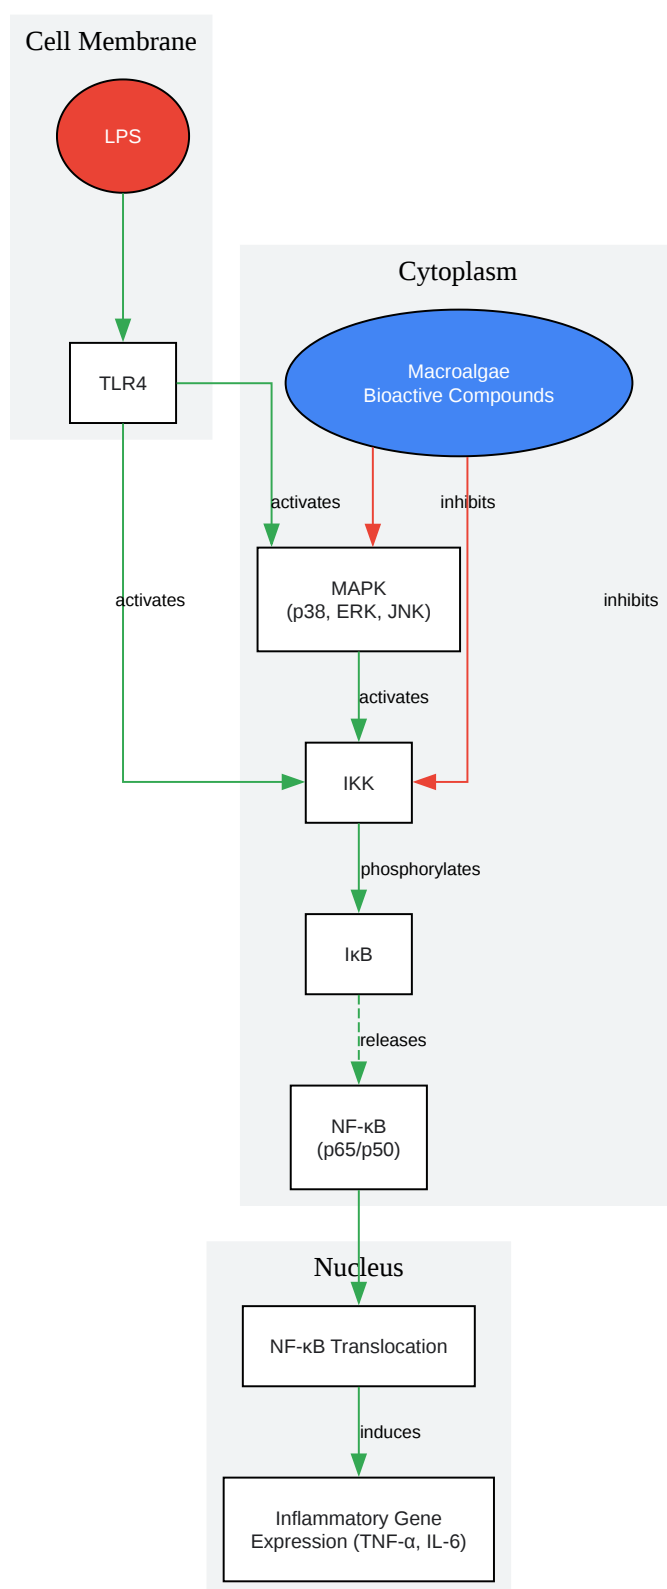 Cell Membrane
LPS
Cytoplasm
Macroalgae
Bioactive Compounds
TLR4
activates
inhibits
MAPK
(p38, ERK, JNK)
activates
inhibits
activates
IKK
phosphorylates
IκB
releases
NF-κB
(p65/p50)
Nucleus
NF-κB Translocation
induces
Inflammatory Gene
Expression (TNF-α, IL-6)